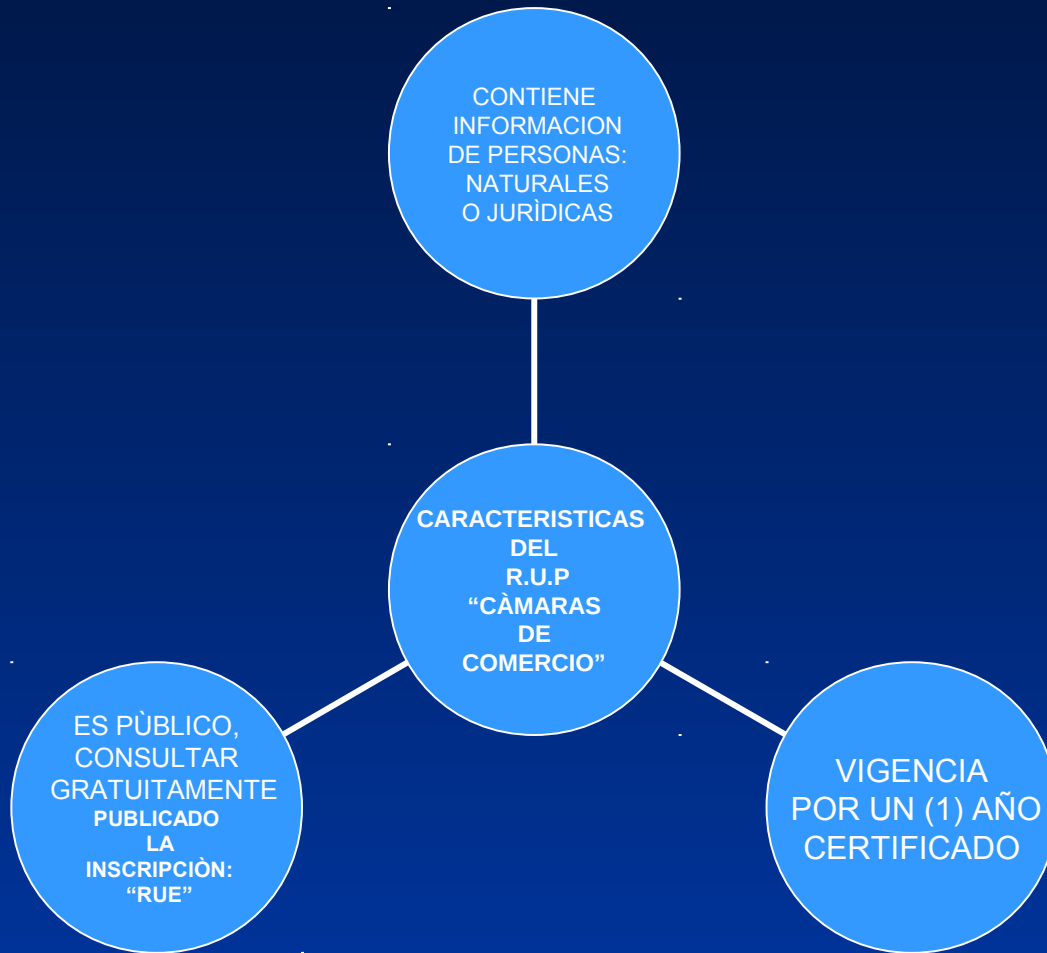 CONTIENE
INFORMACION
DE PERSONAS:
NATURALES
O JURÌDICAS
CARACTERISTICAS
DEL
R.U.P
“CÀMARAS
DE
COMERCIO”
ES PÙBLICO,
CONSULTAR
GRATUITAMENTE
PUBLICADO
LA
INSCRIPCIÒN:
“RUE”
VIGENCIA
POR UN (1) AÑO
CERTIFICADO